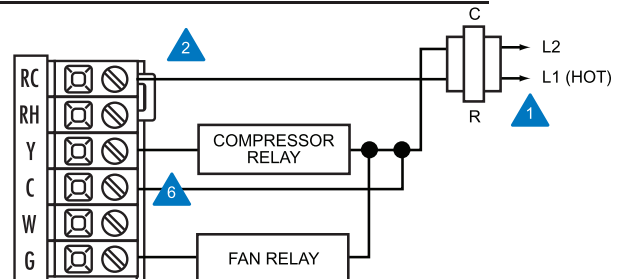 C
2
L2
RC
L1 (HOT)
RH
R
1
Y
COMPRESSOR
RELAY
C
6
W
G
FAN RELAY